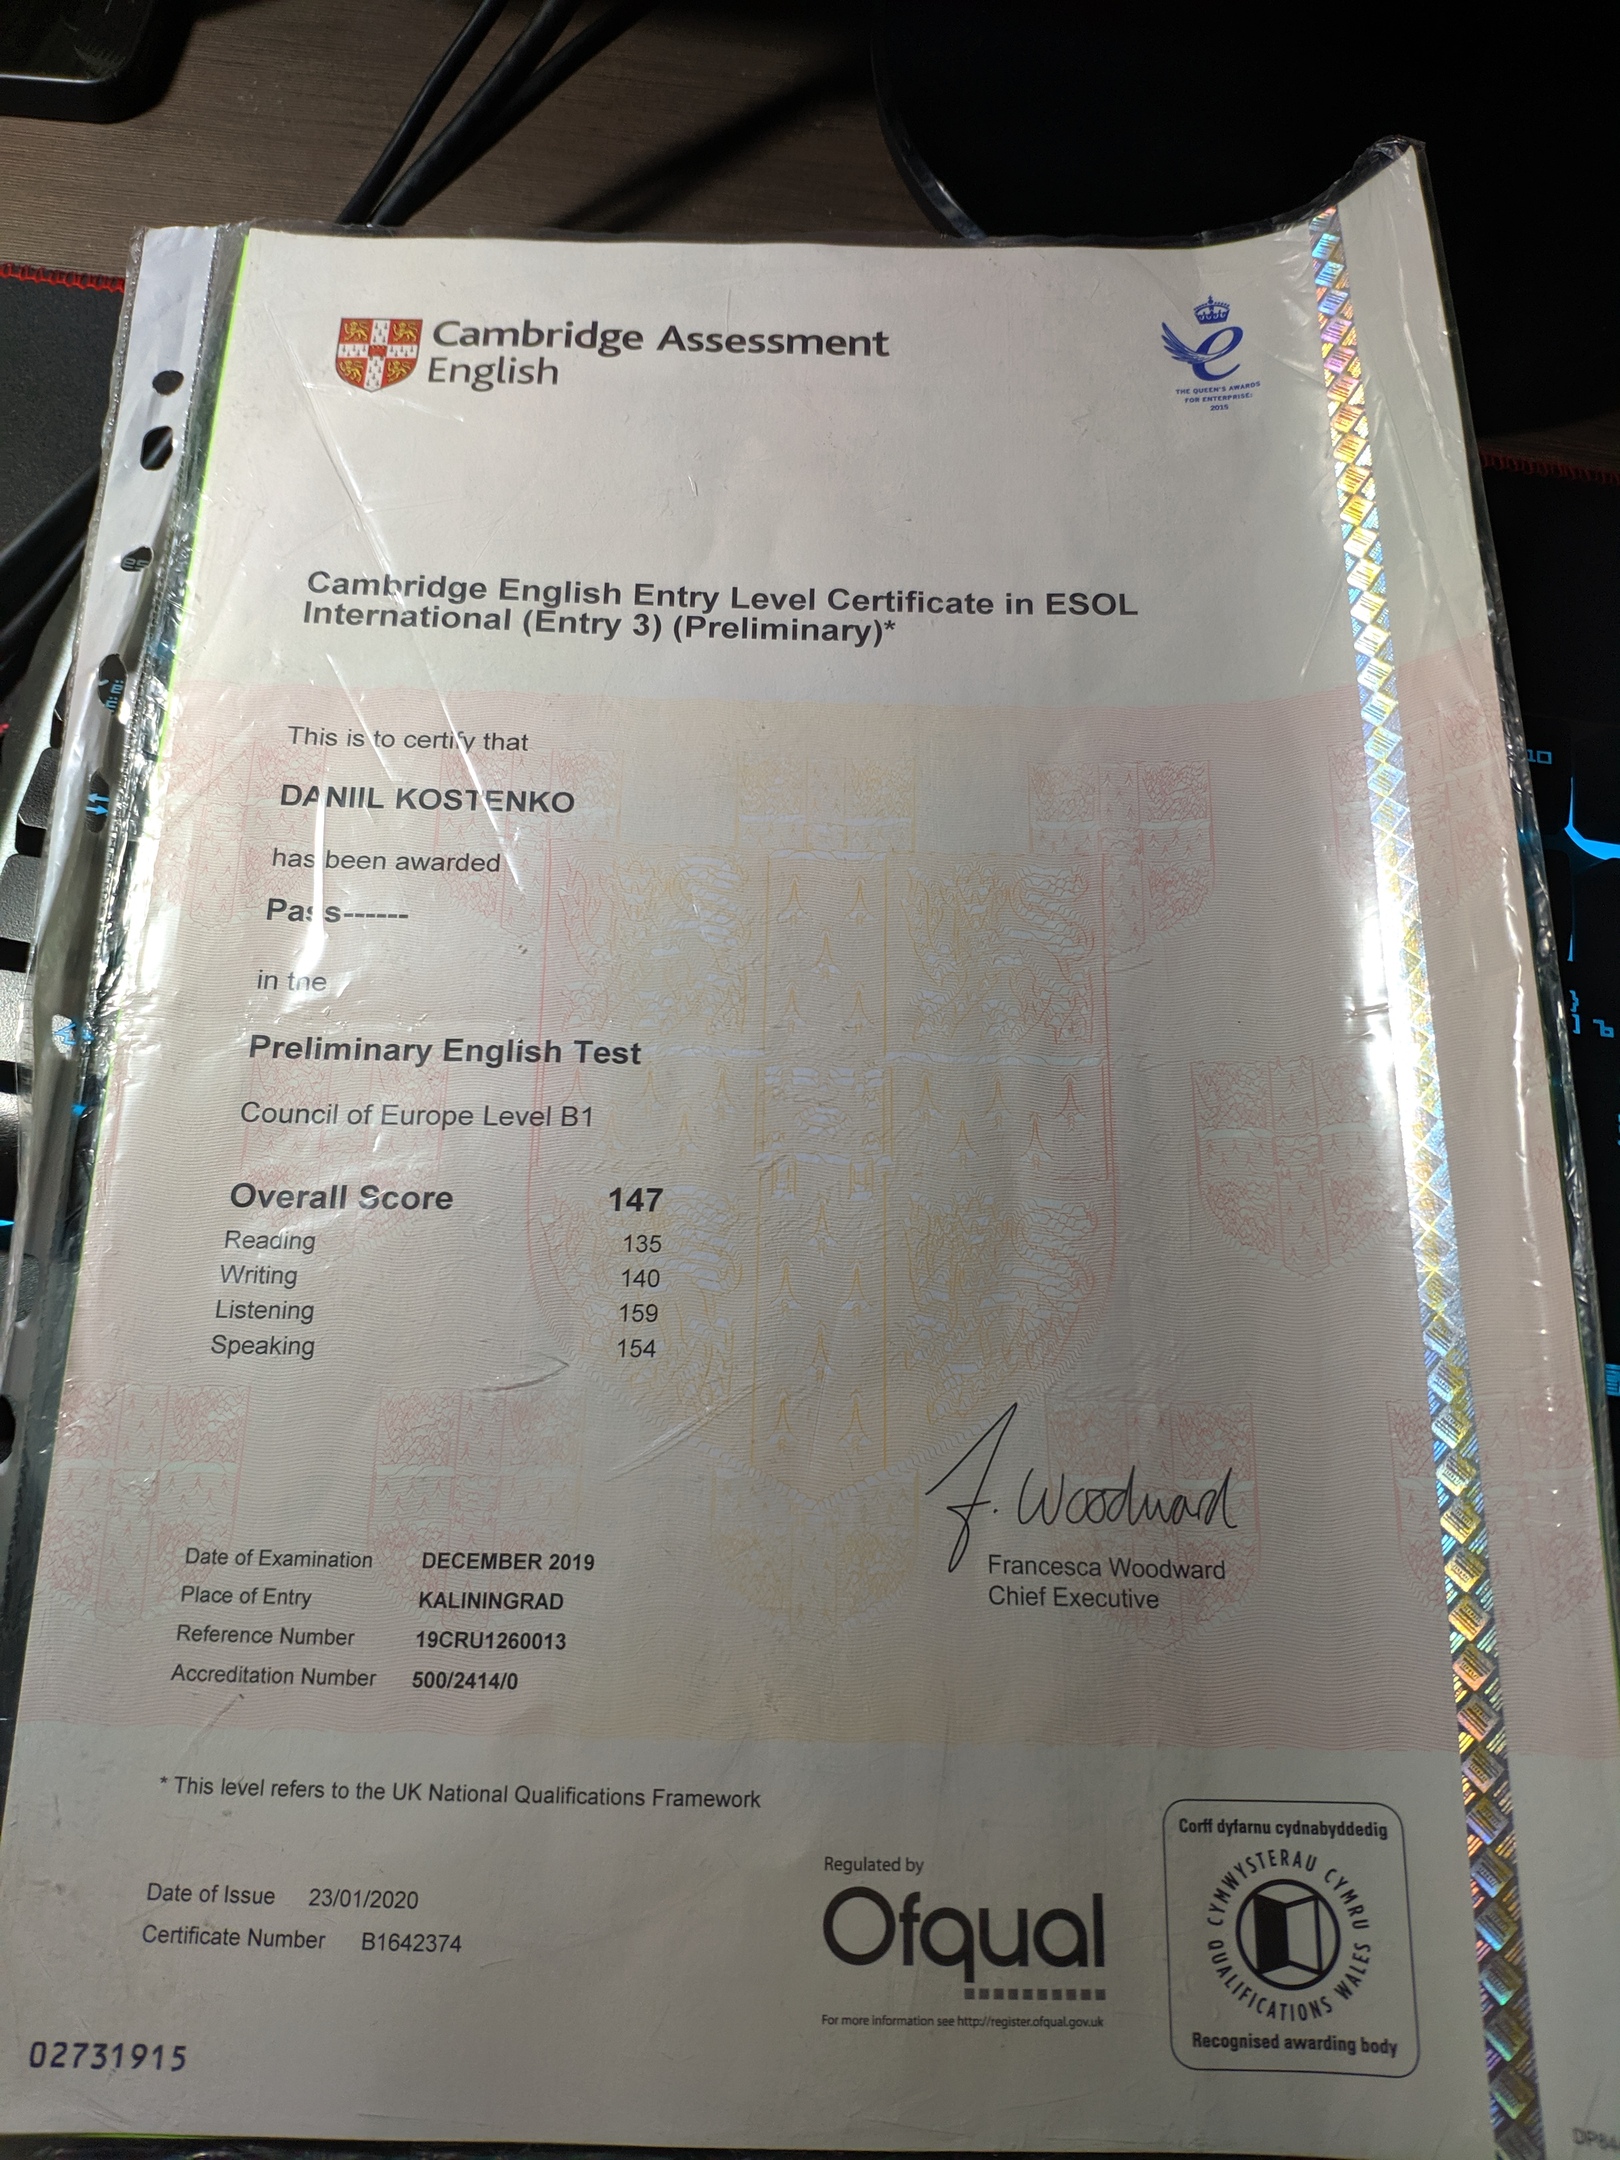 Cambridge Assessment
English
THE QUEEN'S AWARDS
FOR ENTERPRISE:
2015
Cambridge English Entry Level Certificate in ESOL
International (Entry 3) (Preliminary)*
This is to certify that
DANIIL KOSTENKO
has been awarded
Pass------
in the
Preliminary English Test
Council of Europe Level B1
Overall Score 147
Reading 135
Writing 140
Listening 159
Speaking 154
F. Woodward
Francesca Woodward
Chief Executive
Date of Examination DECEMBER 2019
Place of Entry KALININGRAD
Reference Number 19CRU1260013
Accreditation Number 500/2414/0
* This level refers to the UK National Qualifications Framework
Date of Issue 23/01/2020
Certificate Number B1642374
Regulated by
Ofqual
For more information see http://register.ofqual.gov.uk
Corff dyfarnu cydnabyddedig
CYMWYSTERAU CYMRU
QUALIFICATIONS WALES
Recognised awarding body
02731915